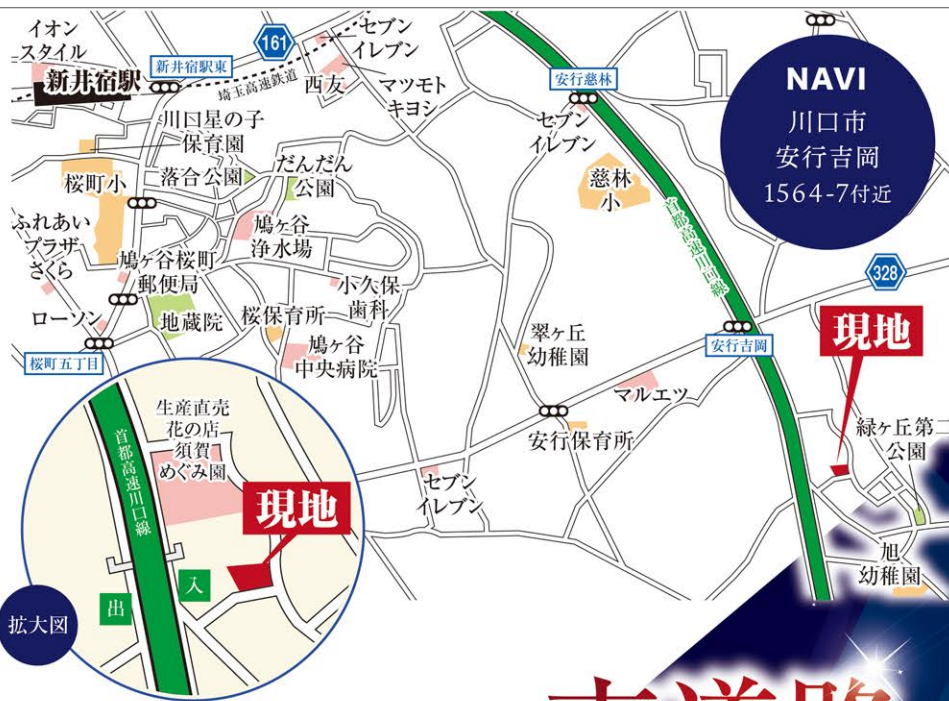 イオン
スタイル
新井宿駅
新井宿駅東
161
埼玉高速鉄道
セブン
イレブン
西友
マツモト
キヨシ
安行慈林
セブン
イレブン
慈林
小
首都高速川口線
NAVI
川口市
安行吉岡
1564-7付近
川口星の子
保育園
桜町小
落合公園
だんだん
公園
ふれあい
プラザ
さくら
鳩ヶ谷桜町
郵便局
鳩ヶ谷
浄水場
小久保
歯科
ローソン
地蔵院
桜保育所
鳩ヶ谷
中央病院
桜町五丁目
翠ヶ丘
幼稚園
マルエツ
安行吉岡
328
現地
緑ヶ丘第二
公園
安行保育所
セブン
イレブン
旭
幼稚園
首都高速川口線
生産直売
花の店
須賀
めぐみ園
現地
出
入
拡大図